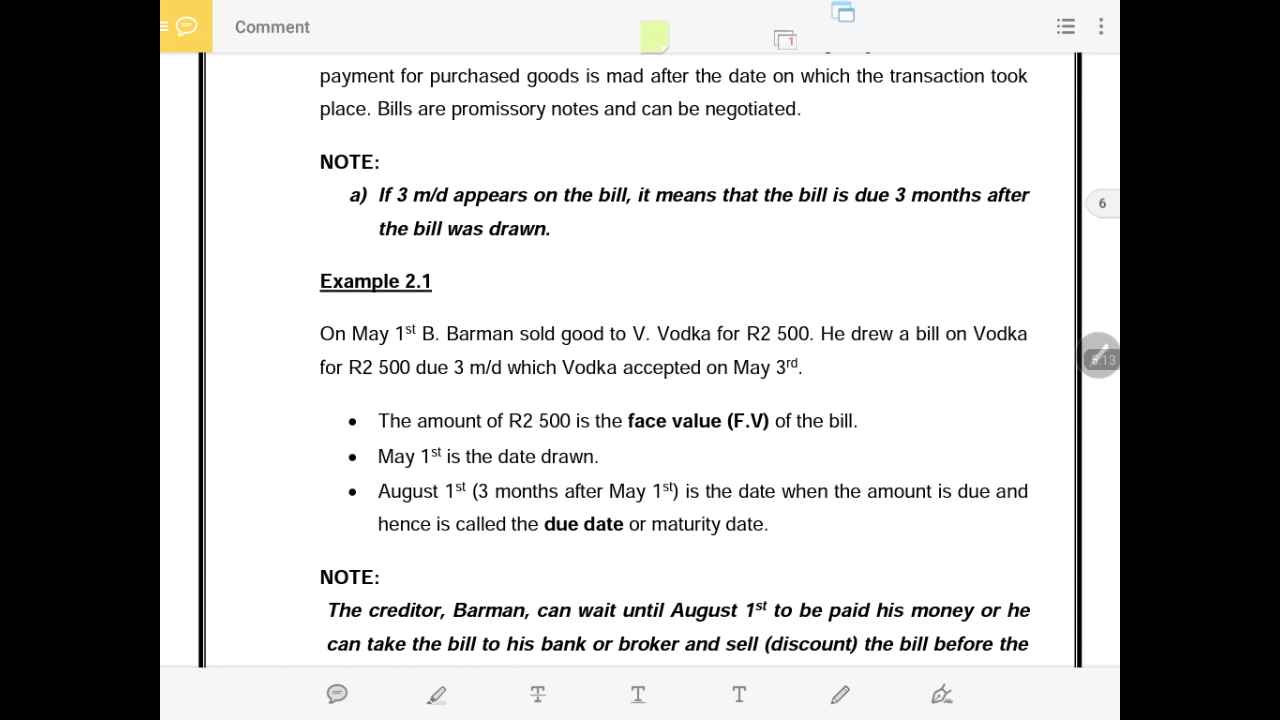 Comment
1
payment for purchased goods is mad after the date on which the transaction took
place. Bills are promissory notes and can be negotiated.
NOTE:
a) If 3 m/d appears on the bill, it means that the bill is due 3 months after
the bill was drawn.
6
Example 2.1
On May 1st B. Barman sold good to V. Vodka for R2 500. He drew a bill on Vodka
for R2 500 due 3 m/d which Vodka accepted on May 3rd.
5:13
• The amount of R2 500 is the face value (F.V) of the bill.
• May 1st is the date drawn.
• August 1st (3 months after May 1st) is the date when the amount is due and
hence is called the due date or maturity date.
NOTE:
The creditor, Barman, can wait until August 1st to be paid his money or he
can take the bill to his bank or broker and sell (discount) the bill before the